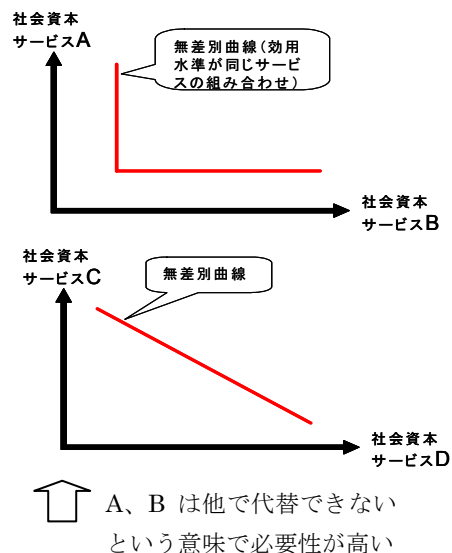 社会資本
サービスA
無差別曲線（効用
水準が同じサービ
スの組み合わせ）
社会資本
サービスB
社会資本
サービスC
無差別曲線
社会資本
サービスD
A、B は他で代替できない
という意味で必要性が高い